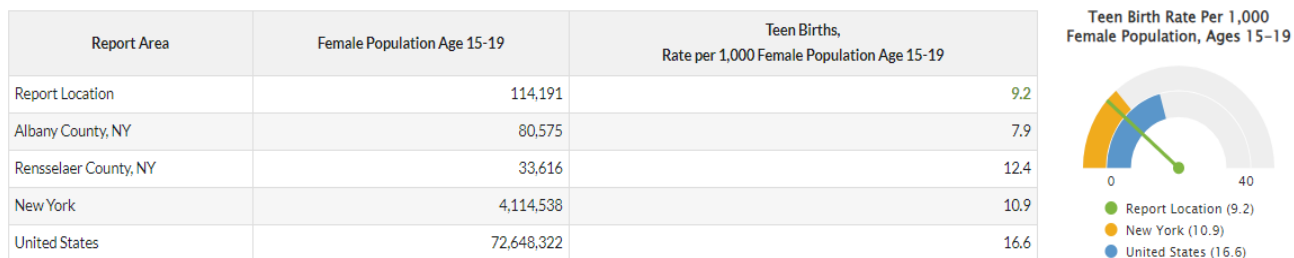 Report Area Female Population Age 15-19 Teen Births,
Rate per 1,000 Female Population Age 15-19
Report Location 114,191 9.2
Albany County, NY 80,575 7.9
Rensselaer County, NY 33,616 12.4
New York 4,114,538 10.9
United States 72,648,322 16.6
Teen Birth Rate Per 1,000
Female Population, Ages 15–19
0 40
Report Location (9.2)
New York (10.9)
United States (16.6)